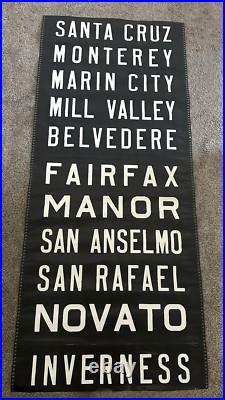 SANTA CRUZ
MONTEREY
MARIN CITY
MILL VALLEY
BELVEDERE
FAIRFAX
MANOR
SAN ANSELMO
SAN RAFAEL
NOVATO
INVERNESS